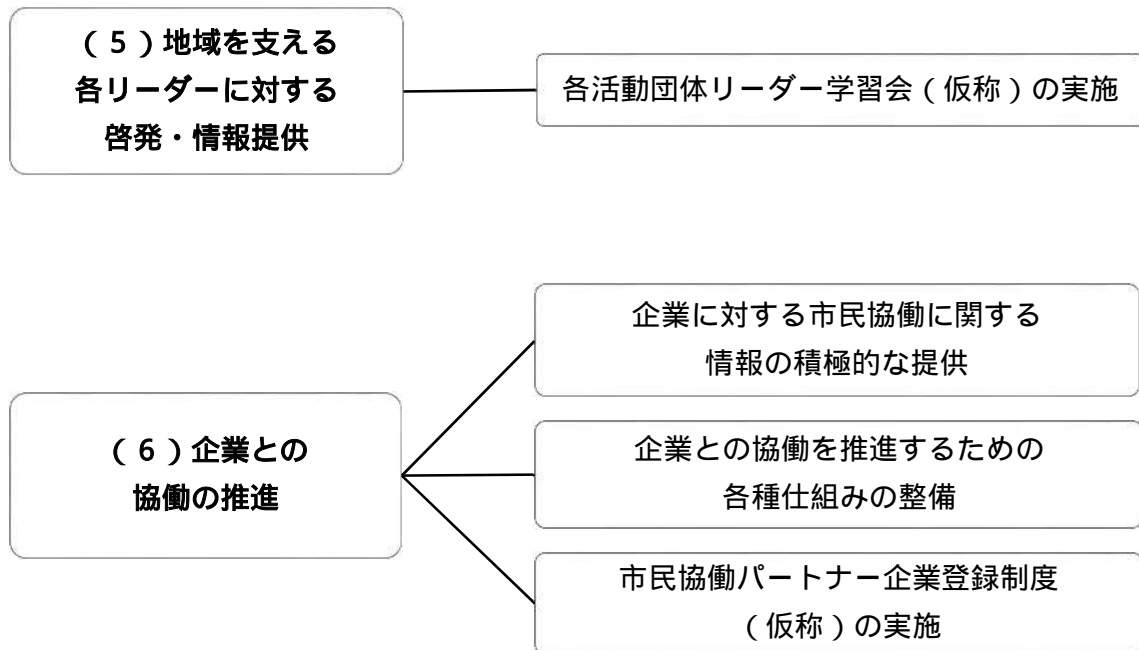 （５）地域を支える
各リーダーに対する
啓発・情報提供
各活動団体リーダー学習会（仮称）の実施
（６）企業との
協働の推進
企業に対する市民協働に関する
情報の積極的な提供
企業との協働を推進するための
各種仕組みの整備
市民協働パートナー企業登録制度
（仮称）の実施